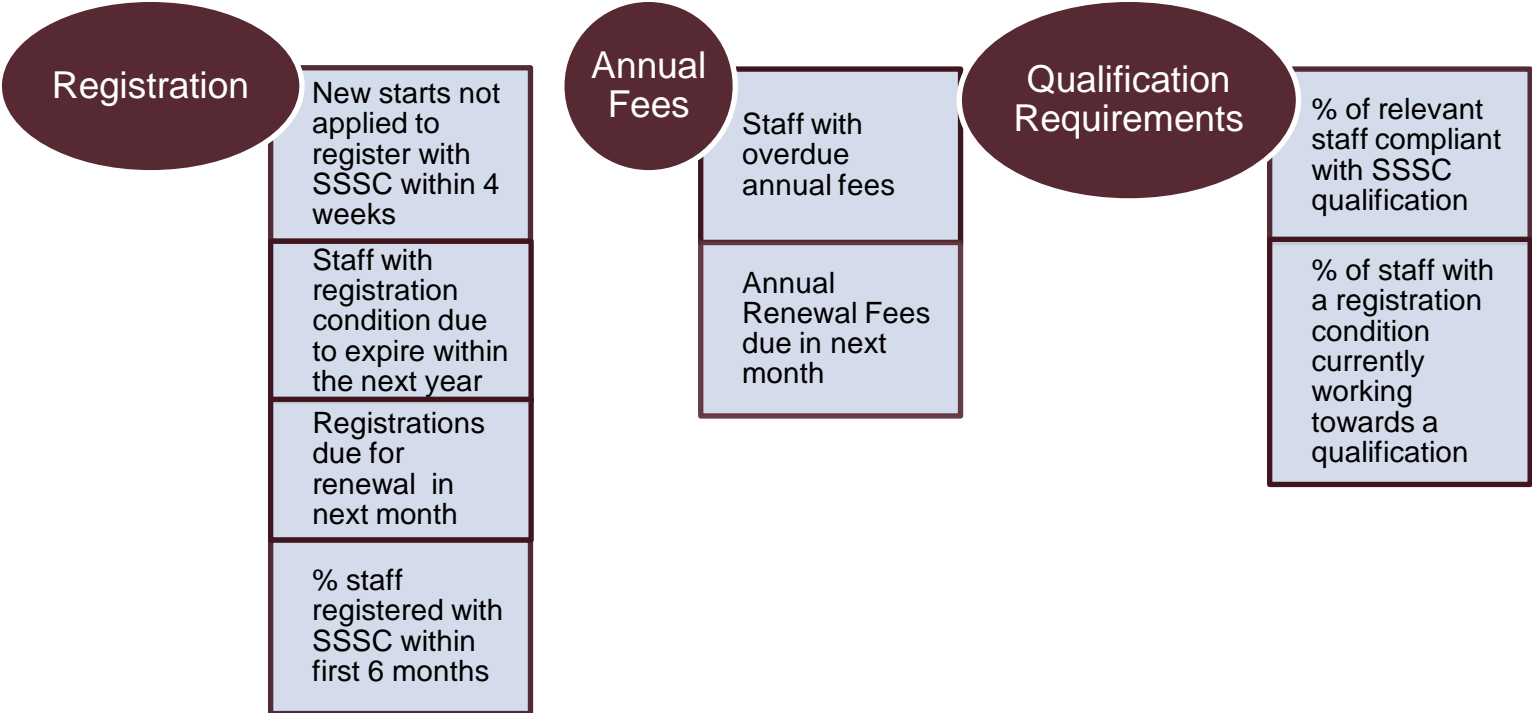 Registration
New starts not
applied to
register with
SSSC within 4
weeks
Staff with
registration
condition due
to expire within
the next year
Registrations
due for
renewal  in
next month
% staff
registered with
SSSC within
first 6 months
Annual
Fees
Staff with
overdue
annual fees
Annual
Renewal Fees
due in next
month
Qualification
Requirements
% of relevant
staff compliant
with SSSC
qualification
% of staff with
a registration
condition
currently
working
towards a
qualification